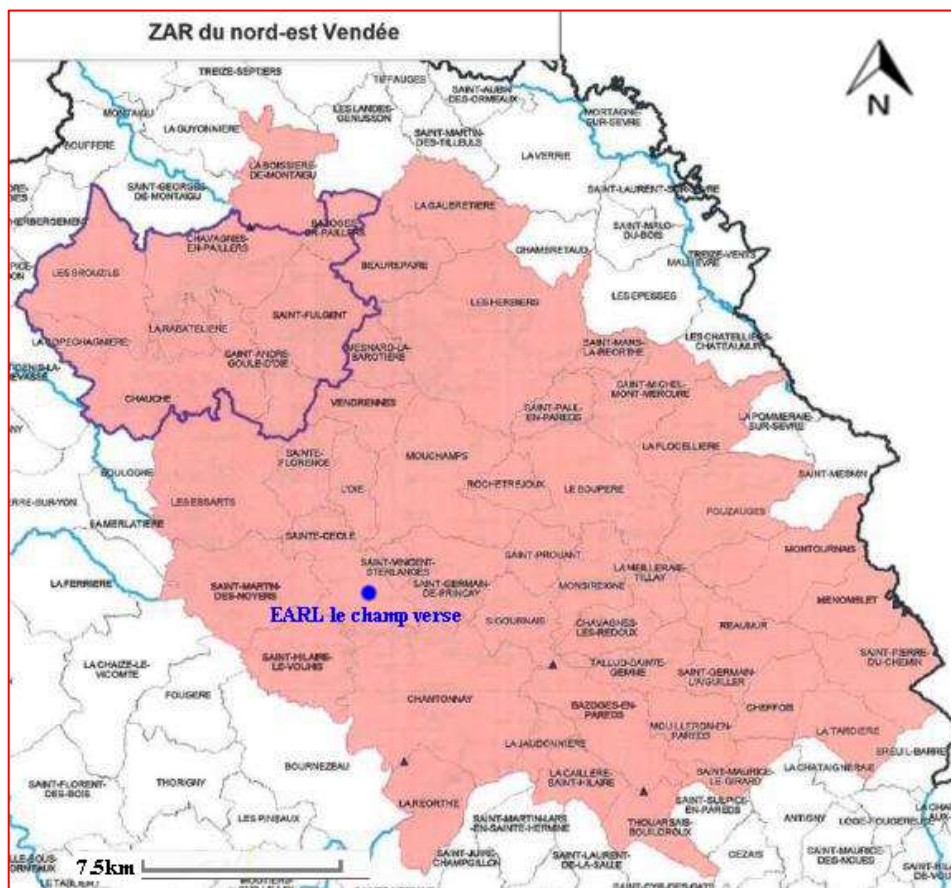 ZAR du nord-est Vendée
N
TREIZE-SEPTIERS
TIFFAUGES
SAINT-AUBIN
DES-ORMEAUX
MORTAGNE
SUR-SEVRE
MONTAIGU
LES LANDES-
GENUSSON
LA GUYONNIERE
BOUFFERE
SAINT-MARTIN
DES-TILLEULS
LA VERRIE
LA BOISSIERE
DE-MONTAIGU
SAINT-GEORGES
DE-MONTAIGU
HERBERGEMENT
LA GAUBRETIERE
SAINT-MALO
DU-BOIS
CHAVAGNES
EN-PAILLERS
CHAMBRETAUD
TREIZE-VENTS
BEAUREPAIRE
LES BROUZILS
LES HERBIERS
LES EPESSES
SAINT-FULGENT
LA RABATELIERE
LES CHATELLIERS
CHATEAUMUR
LA COPECHAGNIERE
SAINT-MARS
LA-REORTHE
SAINT-ANDRE
GOULE-D'OIE
MESNARD-LA
BAROTIERE
SAINT-MICHEL
MONT-MERCURE
CHAUCHE
VENDRENNES
SAINT-PAUL
EN-PAREDS
LA POMMERAIE
SUR-SEVRE
LA FLOCELLIERE
SAINTE-
FLORENCE
MOUCHAMPS
BOULOGNE
SAINT-MESMIN
L'OIE
ROCHETREJOUX
LE BOUPERE
LES ESSARTS
POUZAUGES
SAINTE-CECILE
MONTOURNAIS
SAINT-PROUANT
SAINT-VINCENT
STERLANGES
LA MEILLERAIE-
TILLAY
LA FERRIERE
SAINT-MARTIN
DES-NOYERS
SAINT-GERMAIN
DE-PRINCAY
MONSIREIGNE
MENOMBLET
EARL le champ verse
SIGOURNAIS
CHAVAGNES
LES-REDOUX
REAUMUR
SAINT-HILAIRE
LE-VOUHIS
TALLUD-SAINTE-
GEMME
SAINT-GERMAIN
L'AIGUILLER
SAINT-PIERRE
DU-CHEMIN
LA CHAIZE-LE-
VICOMTE
FOUGERE
CHANTONNAY
BAZOGES-EN
PAREDS
MOUILLERON-EN
PAREDS
CHEFFOIS
LA TARDIERE
LA JAUDONNIERE
BOURNEZEAU
SAINT-FLORENT
DES-BOIS
THORIGNY
LA CAILLERE
SAINT-HILAIRE
SAINT-MAURICE
LE-GIRARD
LA CHATAIGNERAIE
LES PINEAUX
LA REORTHE
SAINT-MARTIN-LARS
-EN-SAINTE-HERMINE
THOUARSAIS
BOUILDROUX
SAINT-SULPICE
EN-PAREDS
ANTIGNY
SAINT-JUIRE
CHAMPGILLON
SAINT-LAURENT
DE-LA-SALLE
CEZAIS
SAINT-MAURICE
DES-NOUES
7.5km